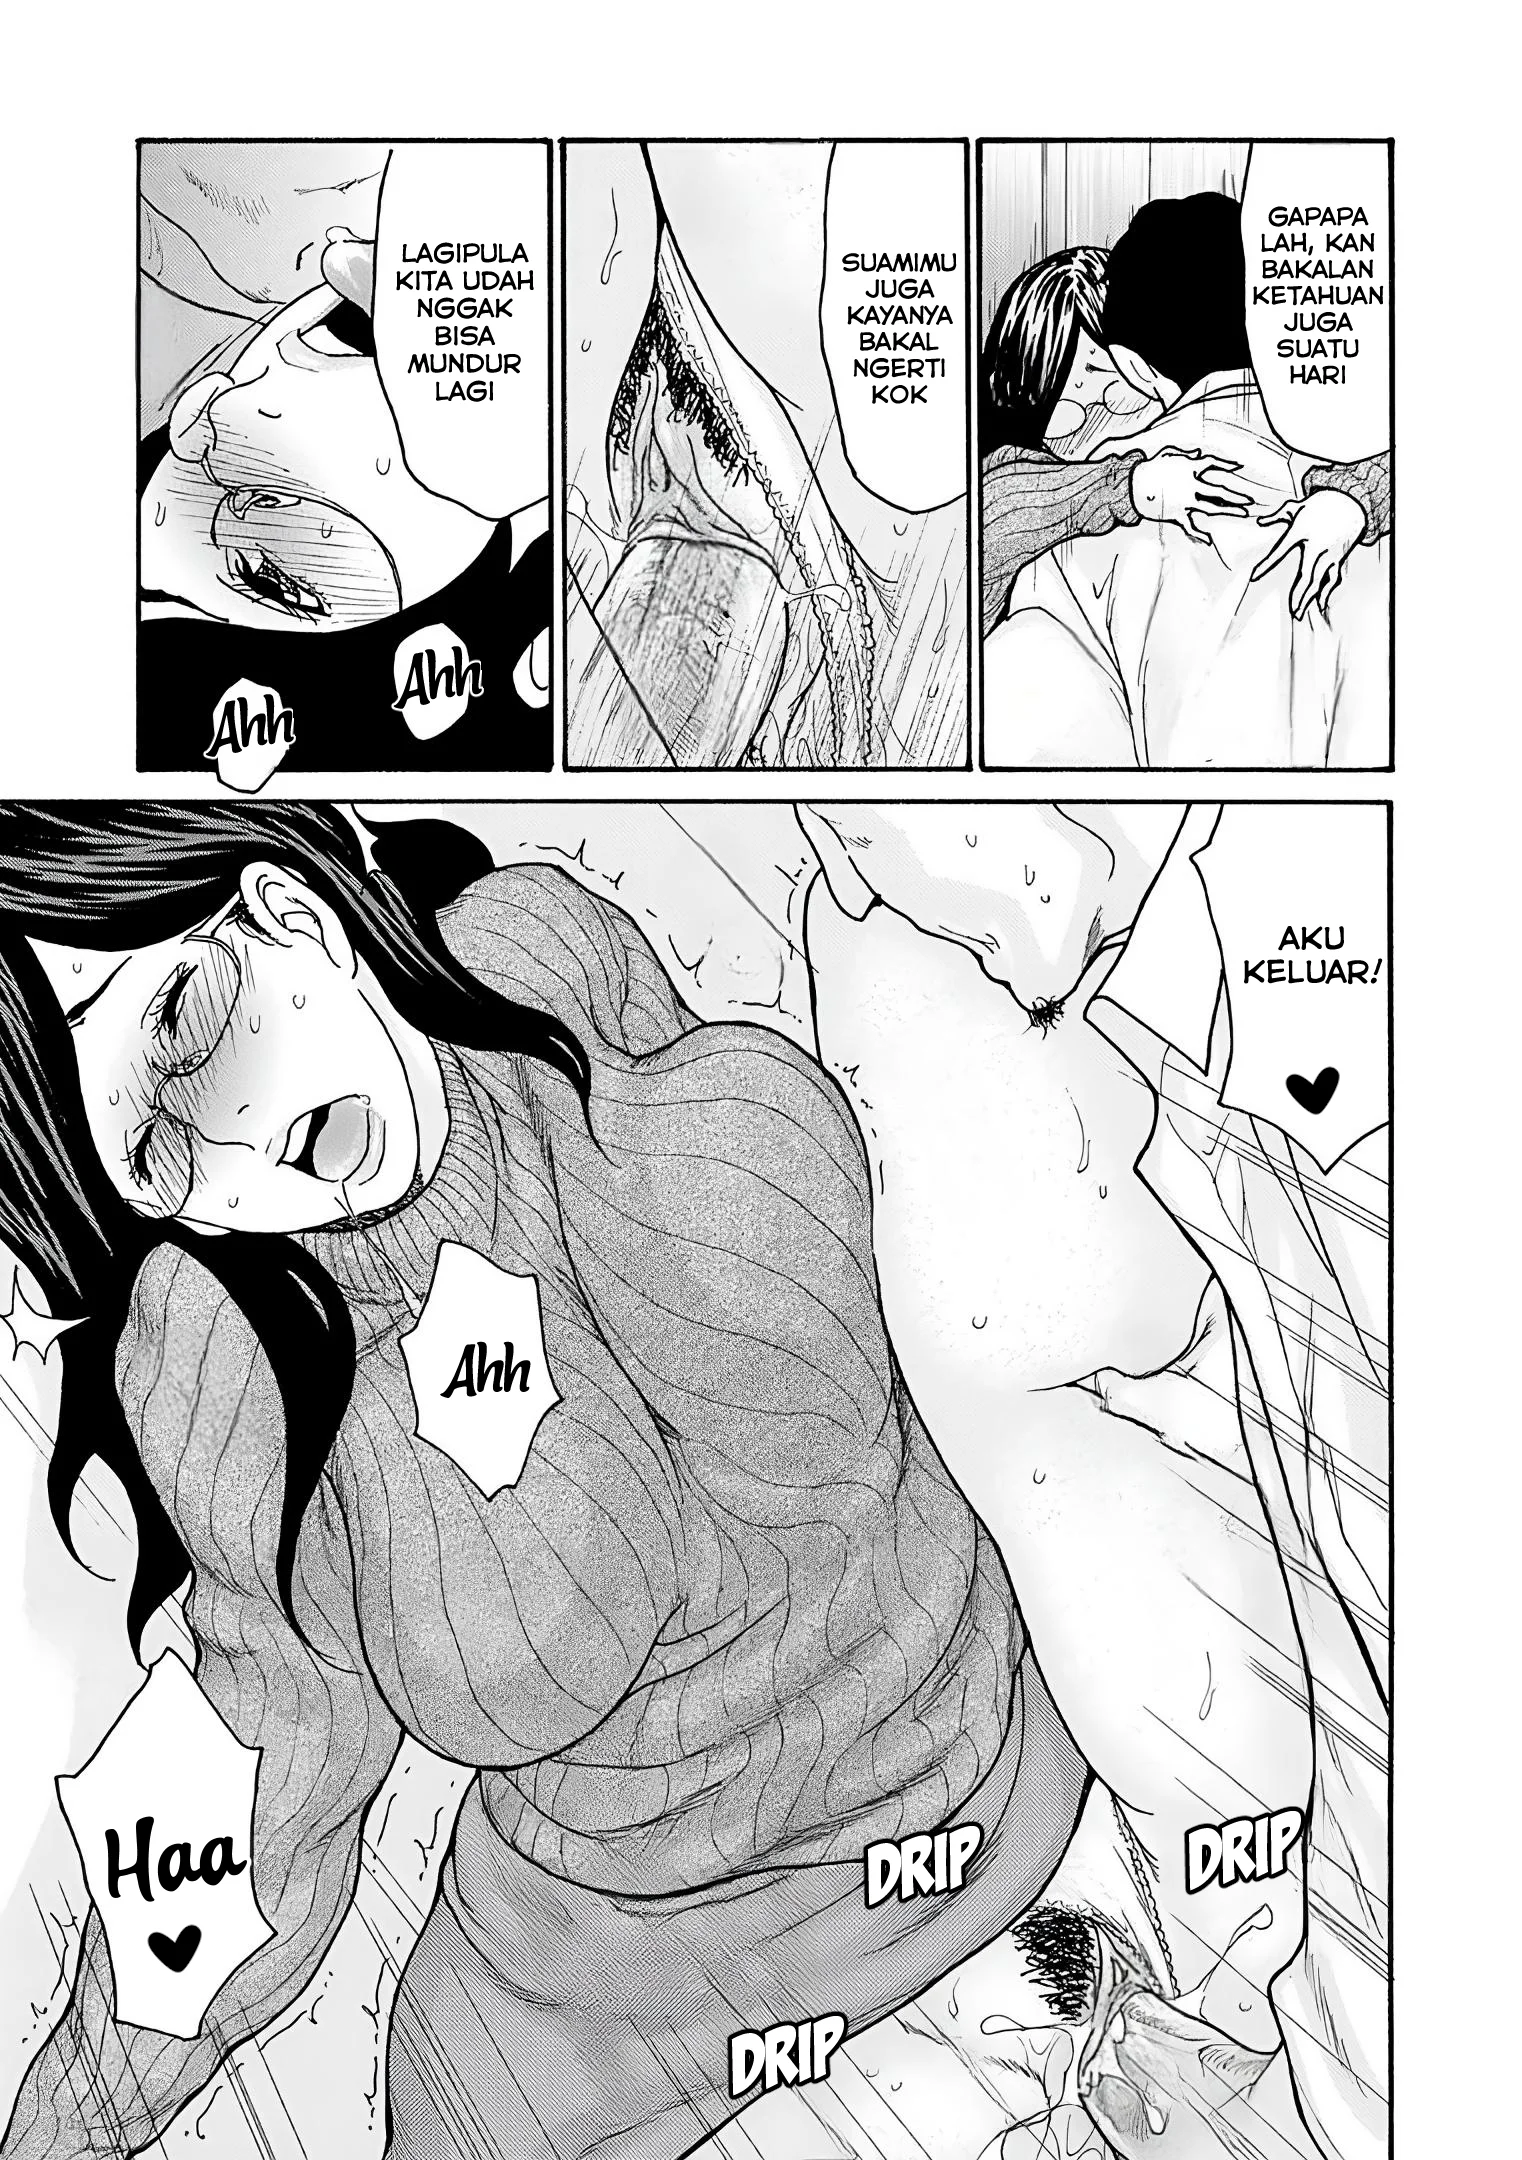 GAPAPA
LAH, KAN
BAKALAN
KETAHUAN
JUGA
SUATU
HARI
SUAMIMU
JUGA
KAYANYA
BAKAL
NGERTI
KOK
LAGIPULA
KITA UDAH
NGGAK
BISA
MUNDUR
LAGI
Ahh
Ahh
AKU
KELUAR!
Ahh
Haa
DRIP
DRIP
DRIP